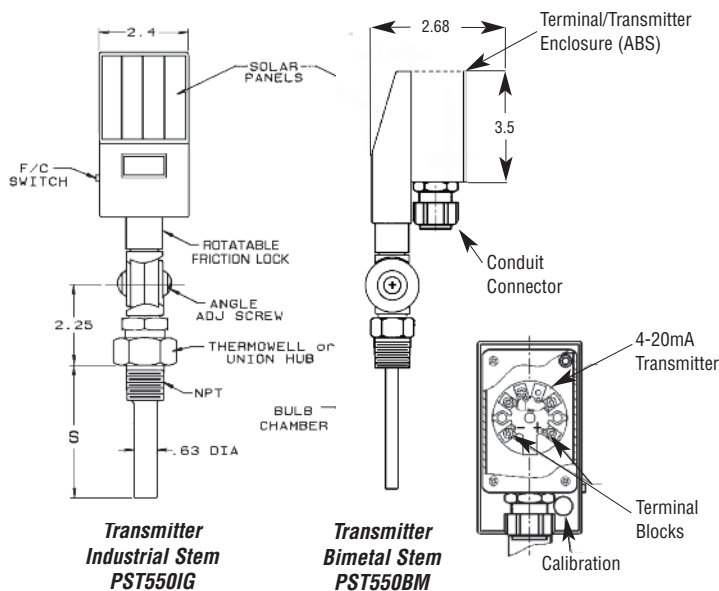 2.4
SOLAR
PANELS
F/C
SWITCH
ROTATABLE
FRICTION LOCK
ANGLE
ADJ SCREW
2.25
THERMOWELL or
UNION HUB
NPT
S
.63 DIA
BULB
CHAMBER
Transmitter
Industrial Stem
PST550IG
2.68
Terminal/Transmitter
Enclosure (ABS)
3.5
Conduit
Connector
Transmitter
Bimetal Stem
PST550BM
4-20mA
Transmitter
- +
Terminal
Blocks
Calibration